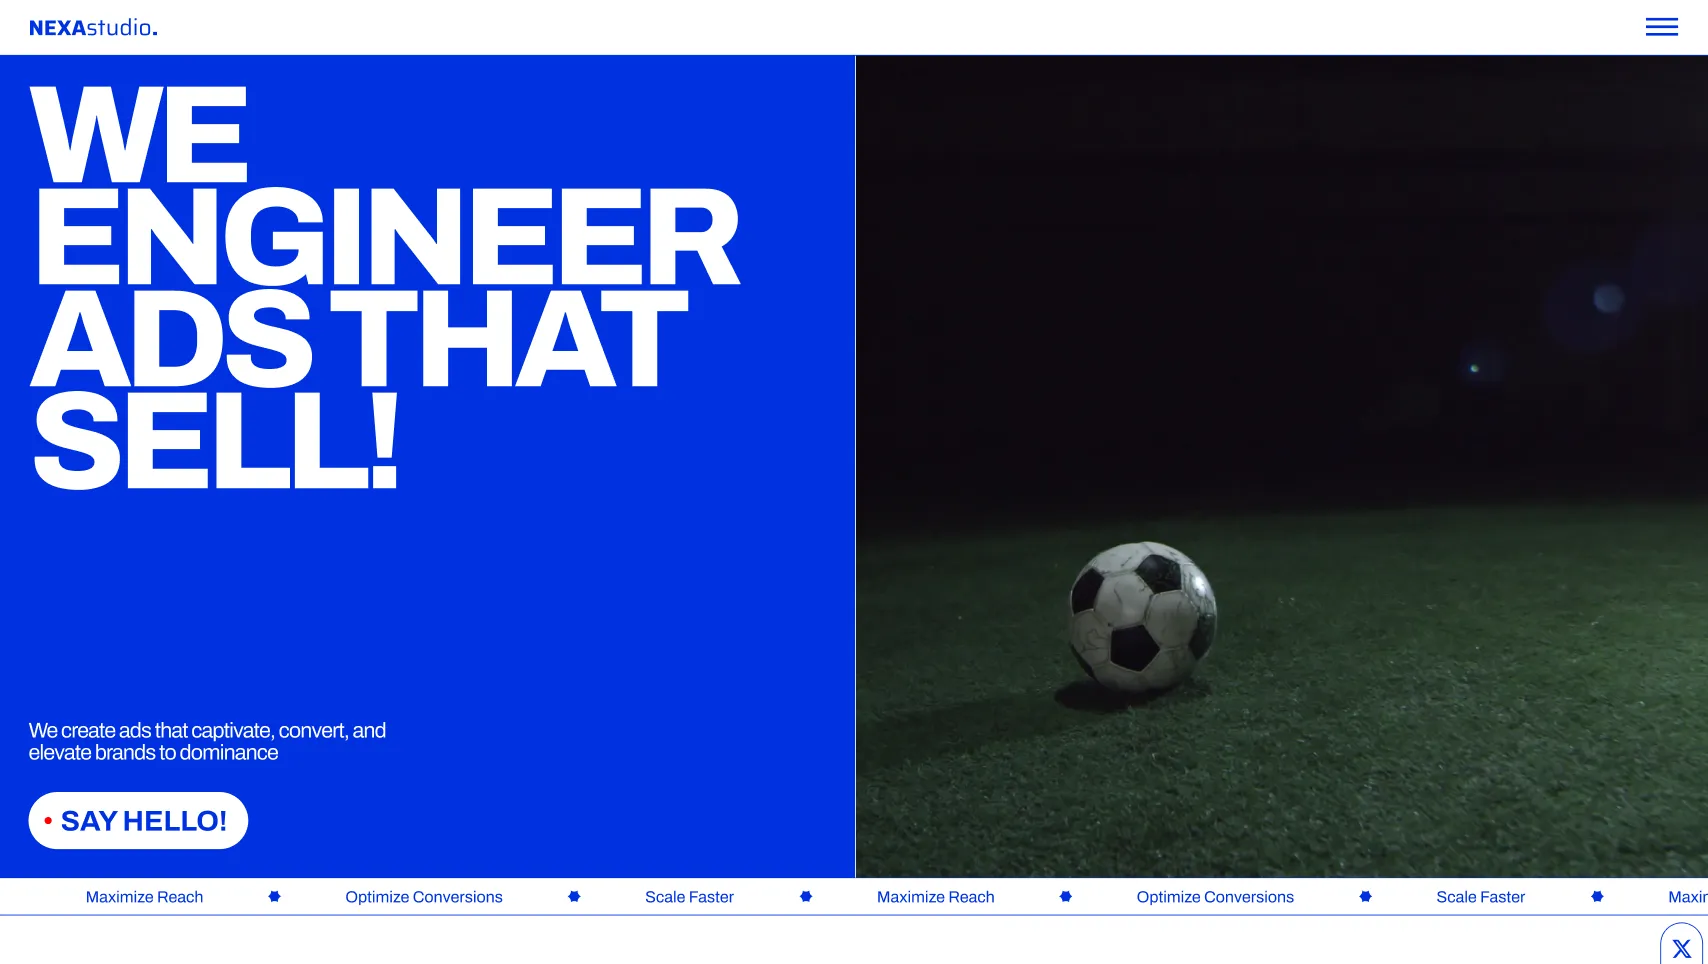 NEXAstudio.
WE
ENGINEER
ADS THAT
SELL!
We create ads that captivate, convert, and
elevate brands to dominance
SAY HELLO!
Maximize Reach Optimize Conversions Scale Faster Maximize Reach Optimize Conversions Scale Faster
X